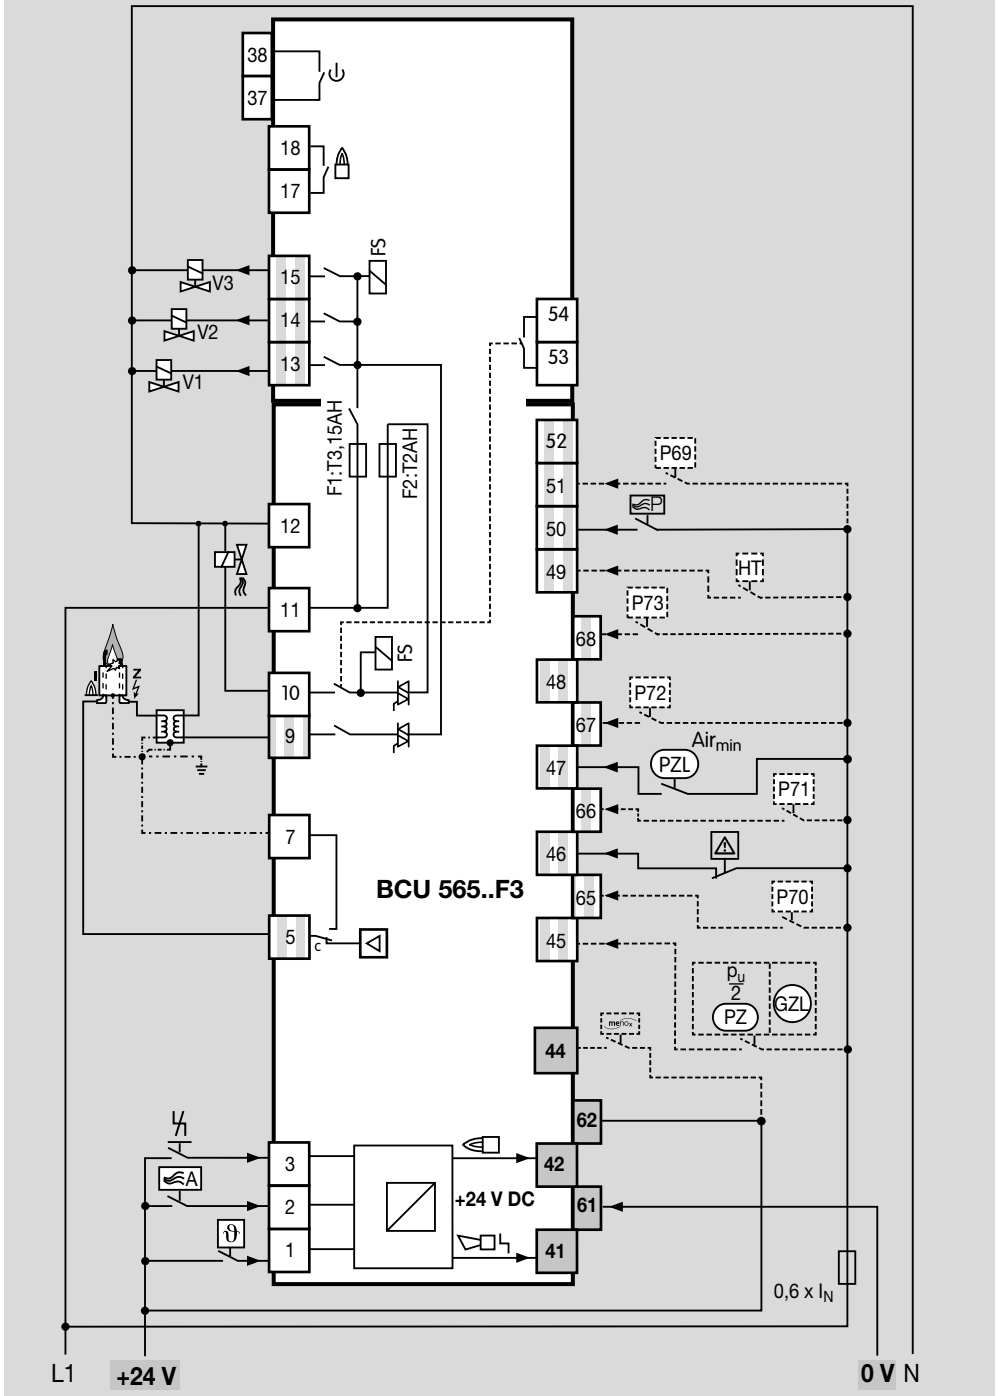 38
37
18
17
FS
15
V3
14
V2
13
V1
54
53
F1:T3,15AH
F2:T2AH
52
P69
51
P
50
12
49
HT
11
P73
68
FS
48
Z
I
10
P72
67
9
Air min
PZL
47
P71
66
7
46
BCU 565..F3
P70
65
5
c
45
pu
2
PZ
GZL
menox
44
62
3
42
A
2
+24 V DC
61
ϑ
1
41
0,6 x IN
L1
+24 V
0 V
N